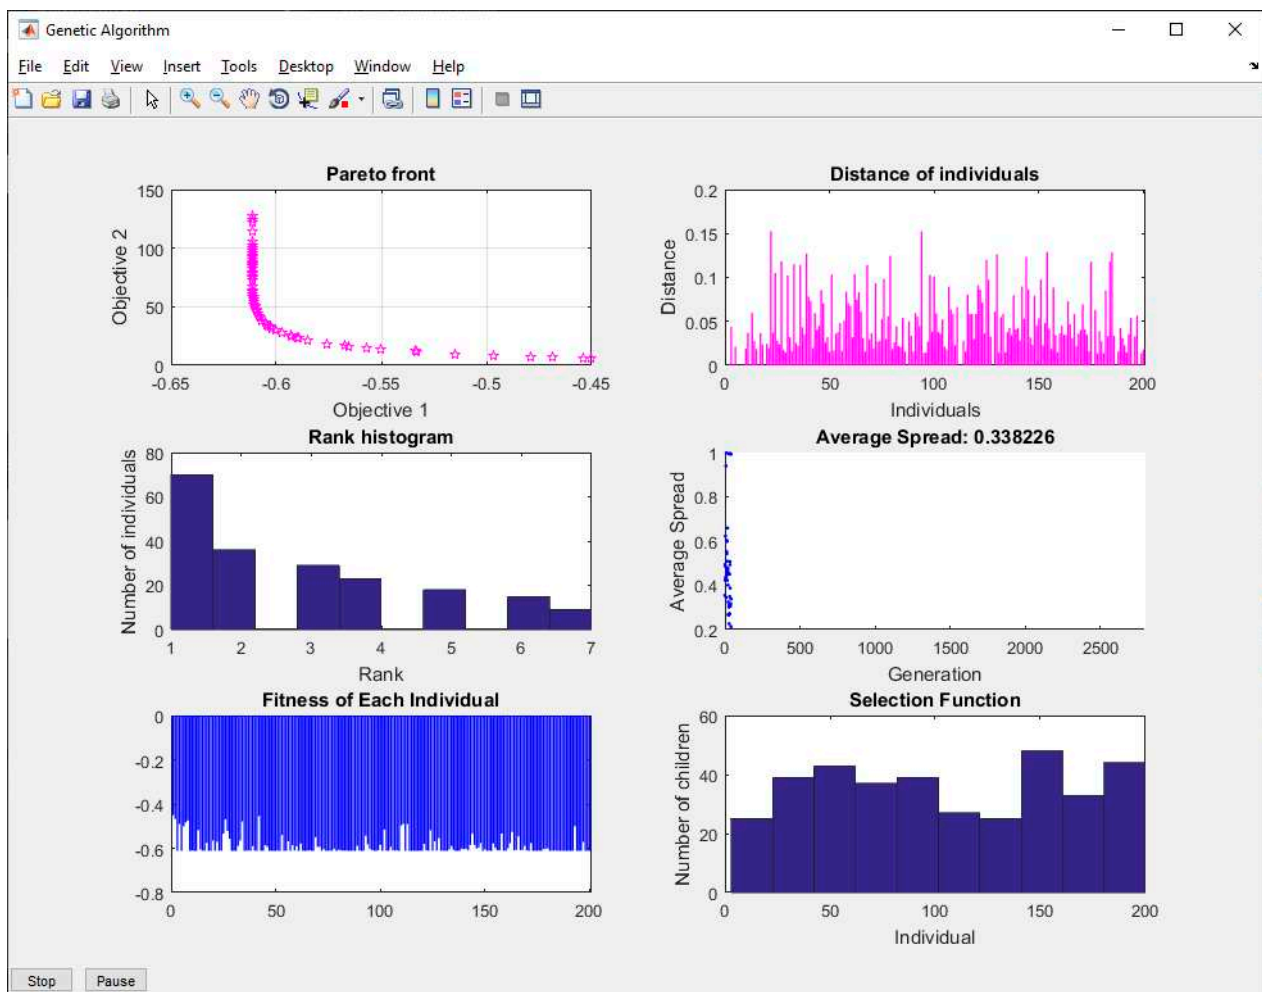 Genetic Algorithm
File Edit View Insert Tools Desktop Window Help
Pareto front
150
100
50
0
Objective 2
-0.65 -0.6 -0.55 -0.5 -0.45
Objective 1
Distance of individuals
0.2
0.15
0.1
0.05
0
Distance
0 50 100 150 200
Individuals
Rank histogram
80
60
40
20
0
Number of individuals
1 2 3 4 5 6 7
Rank
Average Spread: 0.338226
1
0.8
0.6
0.4
0.2
Average Spread
0 500 1000 1500 2000 2500
Generation
Fitness of Each Individual
0
-0.2
-0.4
-0.6
-0.8
0 50 100 150 200
Selection Function
60
40
20
0
Number of children
0 50 100 150 200
Individual
Stop Pause